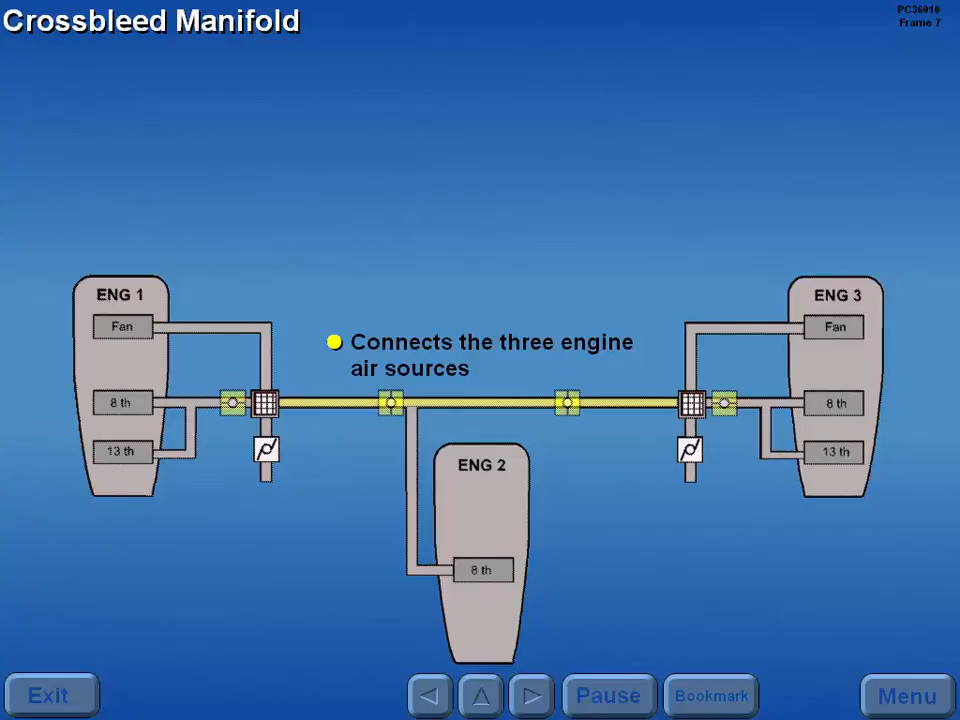 Crossbleed Manifold
PC36010
Frame 7
ENG 1
Fan
8 th
13 th
Connects the three engine
air sources
ENG 3
Fan
8 th
13 th
ENG 2
8 th
Exit
Pause
Bookmark
Menu